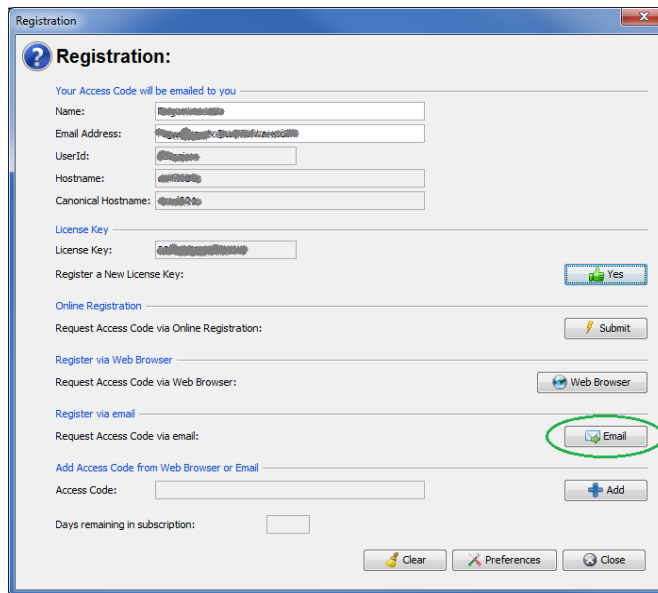 Registration
Registration:
Your Access Code will be emailed to you
Name:
Email Address:
UserId:
Hostname:
Canonical Hostname:
License Key
License Key:
Register a New License Key: Yes
Online Registration
Request Access Code via Online Registration: Submit
Register via Web Browser
Request Access Code via Web Browser: Web Browser
Register via email
Request Access Code via email: Email
Add Access Code from Web Browser or Email
Access Code: Add
Days remaining in subscription:
Clear Preferences Close